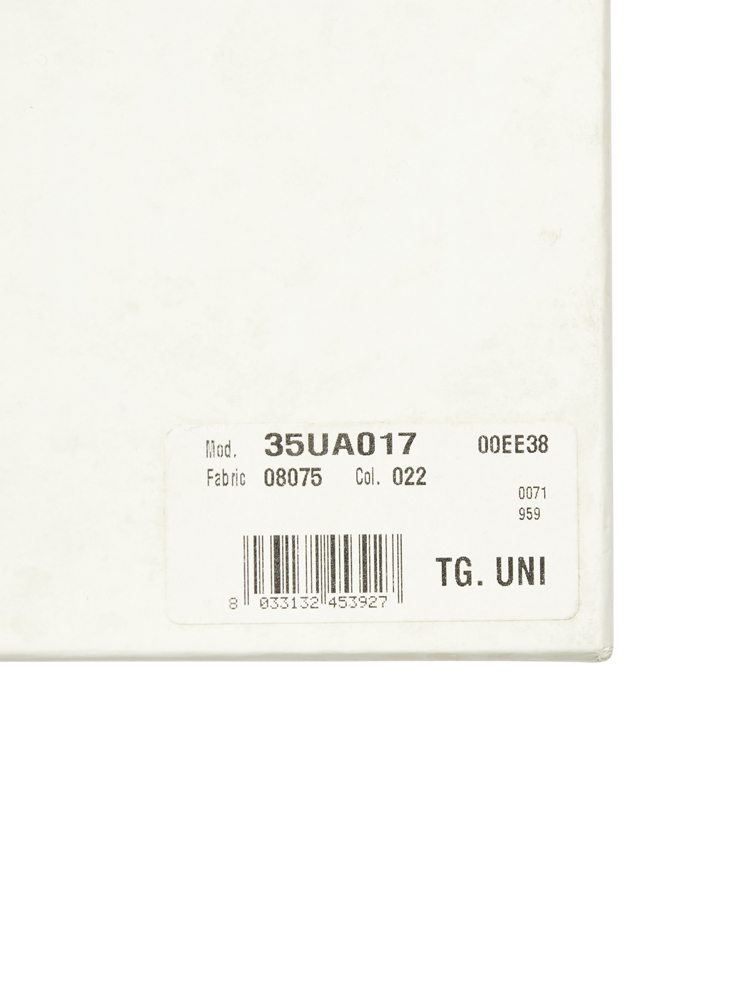 Mod. 35UA017 00EE38
Fabric 08075 Col. 022
0071
959
TG. UNI
8 033132 453927